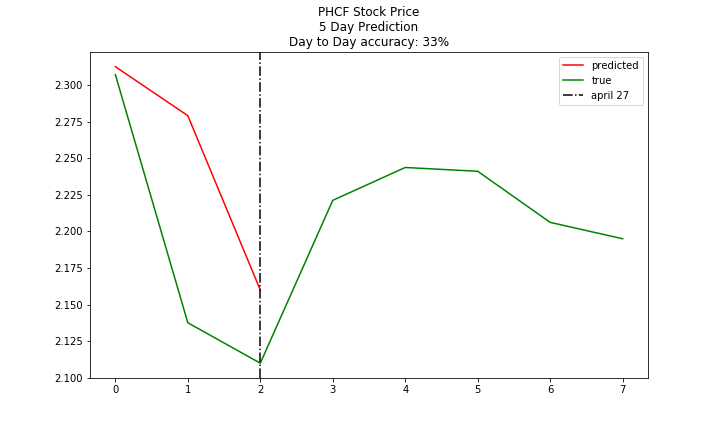 PHCF Stock Price
5 Day Prediction
Day to Day accuracy: 33%
predicted
true
april 27
2.300
2.275
2.250
2.225
2.200
2.175
2.150
2.125
2.100
0 1 2 3 4 5 6 7